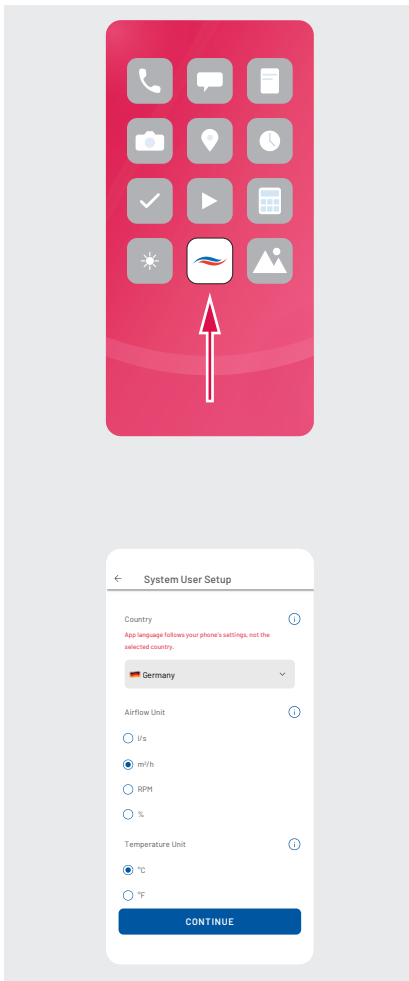 System User Setup
Country
App language follows your phone's settings, not the
selected country.
Germany
Airflow Unit
l/s
m³/h
RPM
%
Temperature Unit
°C
°F
CONTINUE